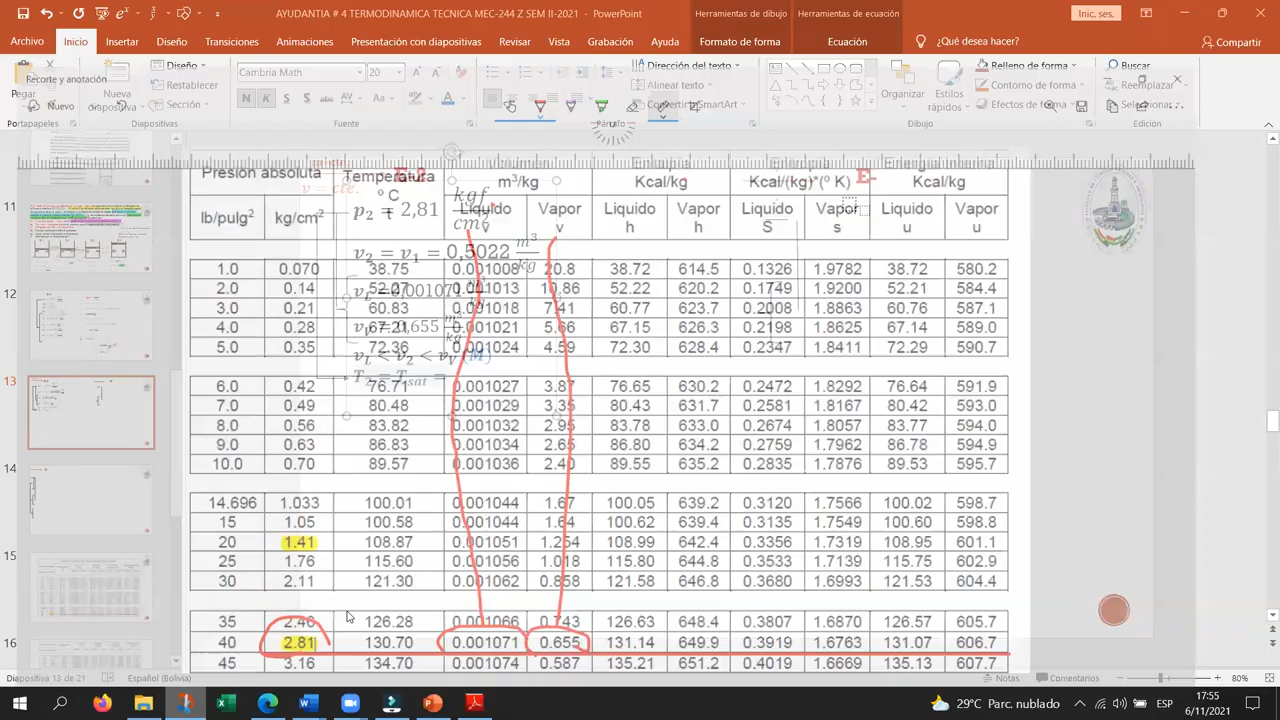 AYUDANTIA # 4 TERMODINAMICA TECNICA MEC-244 Z SEM II-2021 - PowerPoint
Herramientas de dibujo
Herramientas de ecuación
Inic. ses.
Archivo Inicio Insertar Diseño Transiciones Animaciones Presentación con diapositivas Revisar Vista Grabación Ayuda Formato de forma Ecuación ¿Qué desea hacer? Compartir
Recorte y anotación
Pegar
Nuevo
Nueva diapositiva
Diseño
Restablecer
Sección
Cambria Math 20
N K S S
Aa
Dirección del texto
Alinear texto
Convertir a SmartArt
Organizar
Estilos rápidos
Relleno de forma
Contorno de forma
Efectos de forma
Buscar
Reemplazar
Seleccionar
Portapapeles Diapositivas Fuente Párrafo Dibujo Edición
11
12
13
14
15
16
v = cte.
p₂ = 2,81 kgf/cm²
v₂ = v₁ = 0,5022 m³/kg
v_L = 0,001071 m³/kg
v_V = 0,655 m³/kg
v_L < v₂ < v_V (M)
T₂ = T_sat =
Presion absoluta Temperatura m³/kg Kcal/kg Kcal/(kg)*(º K) Kcal/kg
º C
lb/pulg² kg/cm² Liquido Vapor Liquido Vapor Liquido Vapor Liquido Vapor
v v h h S s u u
1.0 0.070 38.75 0.001008 20.8 38.72 614.5 0.1326 1.9782 38.72 580.2
2.0 0.14 52.27 0.001013 10.86 52.22 620.2 0.1749 1.9200 52.21 584.4
3.0 0.21 60.83 0.001018 7.41 60.77 623.7 0.2008 1.8863 60.76 587.1
4.0 0.28 67.21 0.001021 5.66 67.15 626.3 0.2198 1.8625 67.14 589.0
5.0 0.35 72.36 0.001024 4.59 72.30 628.4 0.2347 1.8411 72.29 590.7
6.0 0.42 76.71 0.001027 3.87 76.65 630.2 0.2472 1.8292 76.64 591.9
7.0 0.49 80.48 0.001029 3.35 80.43 631.7 0.2581 1.8167 80.42 593.0
8.0 0.56 83.82 0.001032 2.95 83.78 633.0 0.2674 1.8057 83.77 594.0
9.0 0.63 86.83 0.001034 2.65 86.80 634.2 0.2759 1.7962 86.78 594.9
10.0 0.70 89.57 0.001036 2.40 89.55 635.2 0.2835 1.7876 89.53 595.7
14.696 1.033 100.01 0.001044 1.67 100.05 639.2 0.3120 1.7566 100.02 598.7
15 1.05 100.58 0.001044 1.64 100.62 639.4 0.3135 1.7549 100.60 598.8
20 1.41 108.87 0.001051 1.254 108.99 642.4 0.3356 1.7319 108.95 601.1
25 1.76 115.60 0.001056 1.018 115.80 644.8 0.3533 1.7139 115.75 602.9
30 2.11 121.30 0.001062 0.858 121.58 646.8 0.3680 1.6993 121.53 604.4
35 2.46 126.28 0.001066 0.743 126.63 648.4 0.3807 1.6870 126.57 605.7
40 2.81 130.70 0.001071 0.655 131.14 649.9 0.3919 1.6763 131.07 606.7
45 3.16 134.70 0.001074 0.587 135.21 651.2 0.4019 1.6669 135.13 607.7
Diapositiva 13 de 21 Español (Bolivia) Notas Comentarios 80%
29°C Parc. nublado ESP 17:55
6/11/2021